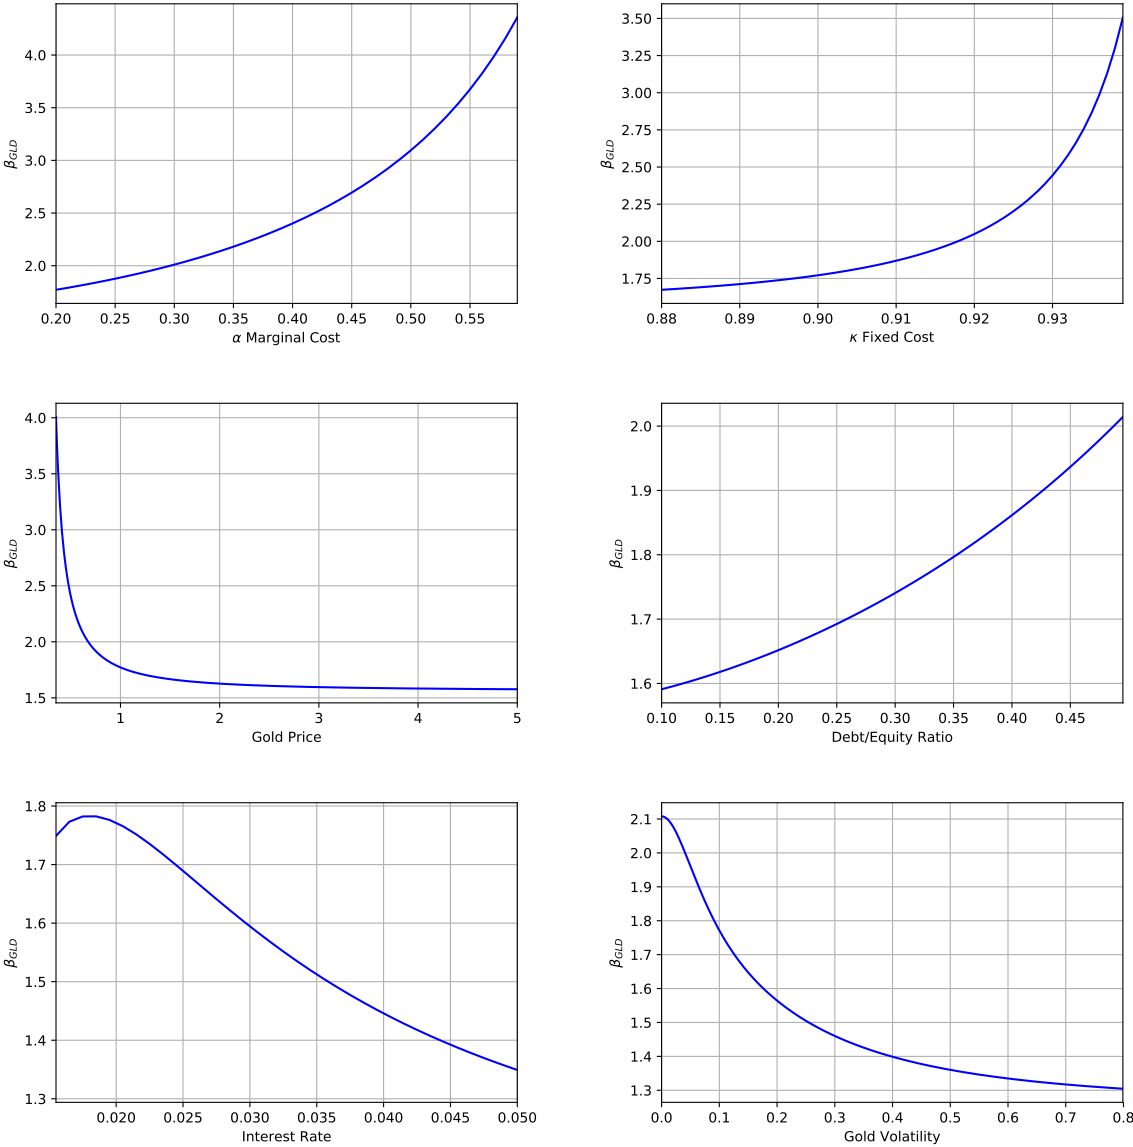 4.0
3.5
3.0
2.5
2.0
β_GLD
0.20 0.25 0.30 0.35 0.40 0.45 0.50 0.55
α Marginal Cost
3.50
3.25
3.00
2.75
2.50
2.25
2.00
1.75
β_GLD
0.88 0.89 0.90 0.91 0.92 0.93
κ Fixed Cost
4.0
3.5
3.0
2.5
2.0
1.5
β_GLD
1 2 3 4 5
Gold Price
2.0
1.9
1.8
1.7
1.6
β_GLD
0.10 0.15 0.20 0.25 0.30 0.35 0.40 0.45
Debt/Equity Ratio
1.8
1.7
1.6
1.5
1.4
1.3
β_GLD
0.020 0.025 0.030 0.035 0.040 0.045 0.050
Interest Rate
2.1
2.0
1.9
1.8
1.7
1.6
1.5
1.4
1.3
β_GLD
0.0 0.1 0.2 0.3 0.4 0.5 0.6 0.7 0.8
Gold Volatility